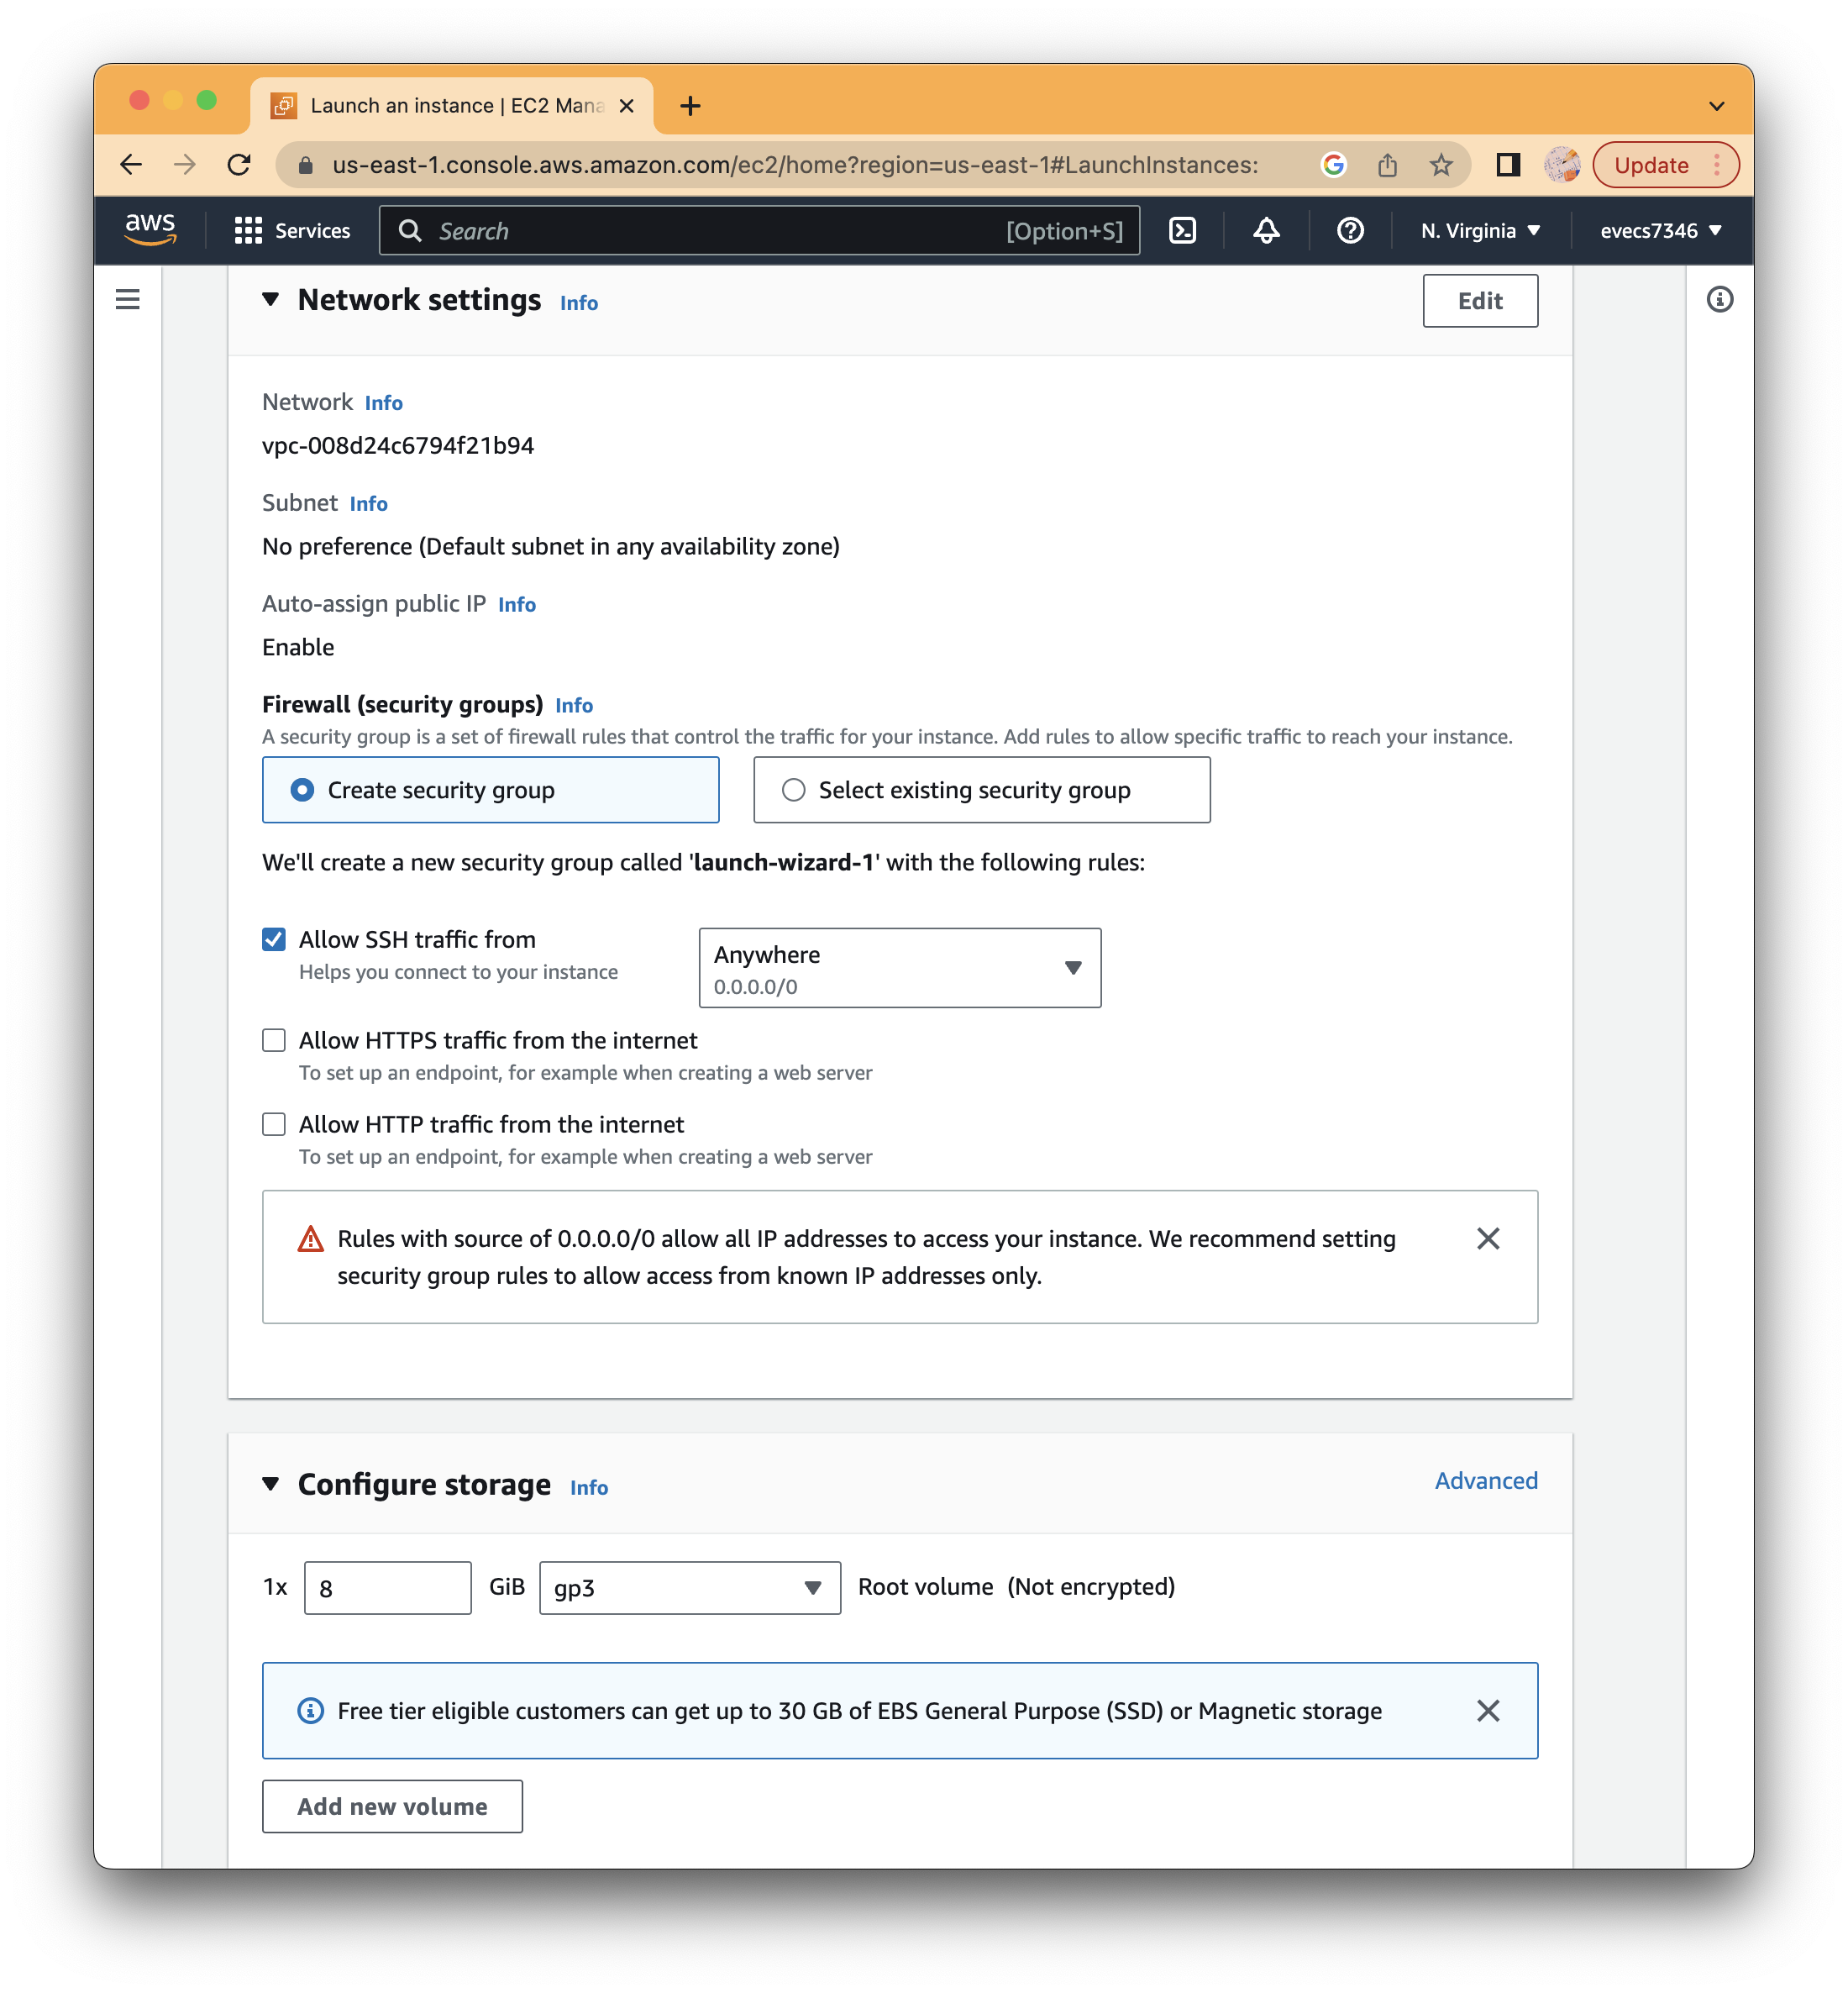 Launch an instance | EC2 Mana
us-east-1.console.aws.amazon.com/ec2/home?region=us-east-1#LaunchInstances:
Update
aws
Services
Search
[Option+S]
N. Virginia
evecs7346
Network settings Info
Edit
Network Info
vpc-008d24c6794f21b94
Subnet Info
No preference (Default subnet in any availability zone)
Auto-assign public IP Info
Enable
Firewall (security groups) Info
A security group is a set of firewall rules that control the traffic for your instance. Add rules to allow specific traffic to reach your instance.
Create security group
Select existing security group
We'll create a new security group called 'launch-wizard-1' with the following rules:
Allow SSH traffic from
Helps you connect to your instance
Anywhere
0.0.0.0/0
Allow HTTPS traffic from the internet
To set up an endpoint, for example when creating a web server
Allow HTTP traffic from the internet
To set up an endpoint, for example when creating a web server
Rules with source of 0.0.0.0/0 allow all IP addresses to access your instance. We recommend setting
security group rules to allow access from known IP addresses only.
Configure storage Info
Advanced
1x
8
GiB
gp3
Root volume (Not encrypted)
Free tier eligible customers can get up to 30 GB of EBS General Purpose (SSD) or Magnetic storage
Add new volume